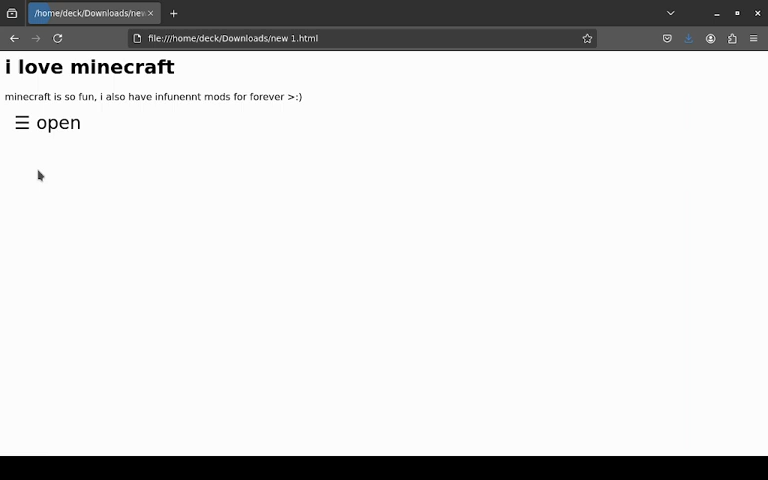 /home/deck/Downloads/new
file:///home/deck/Downloads/new 1.html
i love minecraft
minecraft is so fun, i also have infunennt mods for forever >:)
☰ open